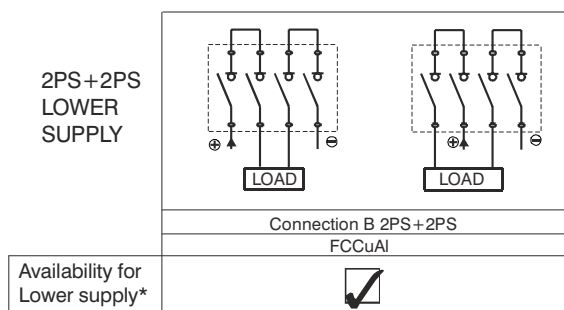 2PS+2PS
LOWER
SUPPLY
⊕ ⊖
LOAD
⊕ ⊖
LOAD
Connection B 2PS+2PS
FCCuAl
Availability for
Lower supply*